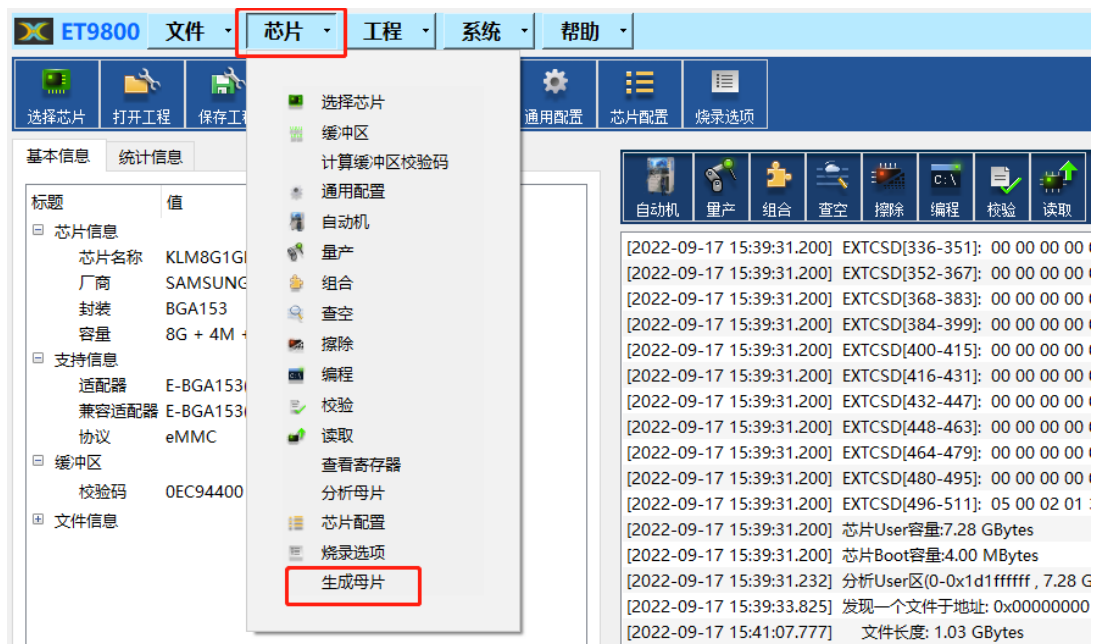 ET9800 文件 芯片 工程 系统 帮助
选择芯片 打开工程 保存工 通用配置 芯片配置 烧录选项
选择芯片
缓冲区
计算缓冲区校验码
通用配置
自动机
量产
组合
查空
擦除
编程
校验
读取
查看寄存器
分析母片
芯片配置
烧录选项
生成母片
基本信息 统计信息
标题 值
芯片信息
芯片名称 KLM8G1G
厂商 SAMSUNG
封装 BGA153
容量 8G + 4M +
支持信息
适配器 E-BGA153(
兼容适配器 E-BGA153(
协议 eMMC
缓冲区
校验码 0EC94400
文件信息
自动机 量产 组合 查空 擦除 编程 校验 读取
[2022-09-17 15:39:31.200] EXTCSD[336-351]: 00 00 00 00
[2022-09-17 15:39:31.200] EXTCSD[352-367]: 00 00 00 00
[2022-09-17 15:39:31.200] EXTCSD[368-383]: 00 00 00 00
[2022-09-17 15:39:31.200] EXTCSD[384-399]: 00 00 00 00
[2022-09-17 15:39:31.200] EXTCSD[400-415]: 00 00 00 00
[2022-09-17 15:39:31.200] EXTCSD[416-431]: 00 00 00 00
[2022-09-17 15:39:31.200] EXTCSD[432-447]: 00 00 00 00
[2022-09-17 15:39:31.200] EXTCSD[448-463]: 00 00 00 00
[2022-09-17 15:39:31.200] EXTCSD[464-479]: 00 00 00 00
[2022-09-17 15:39:31.200] EXTCSD[480-495]: 00 00 00 00
[2022-09-17 15:39:31.200] EXTCSD[496-511]: 05 00 02 01
[2022-09-17 15:39:31.200] 芯片User容量:7.28 GBytes
[2022-09-17 15:39:31.200] 芯片Boot容量:4.00 MBytes
[2022-09-17 15:39:31.232] 分析User区(0-0x1d1ffffff , 7.28 G
[2022-09-17 15:39:33.825] 发现一个文件于地址: 0x00000000
[2022-09-17 15:41:07.777] 文件长度: 1.03 GBytes